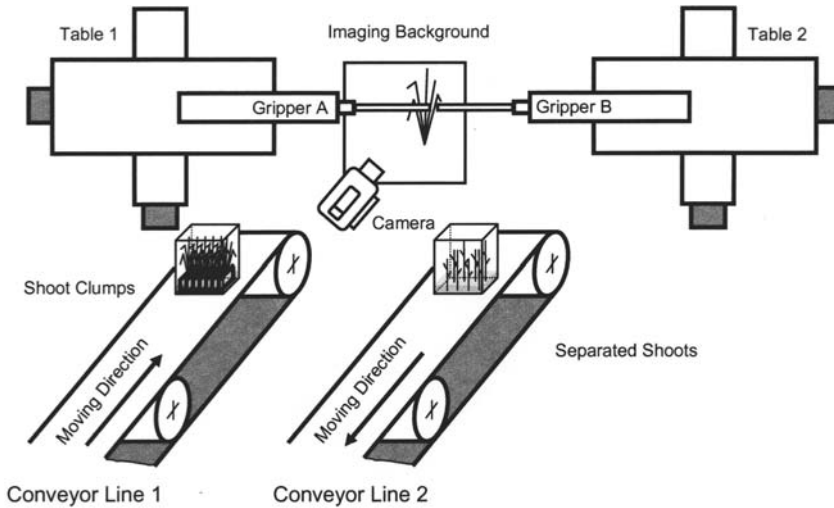 Table 1
Imaging Background
Table 2
Gripper A
Gripper B
Camera
Shoot Clumps
Separated Shoots
Moving Direction
Moving Direction
Conveyor Line 1
Conveyor Line 2